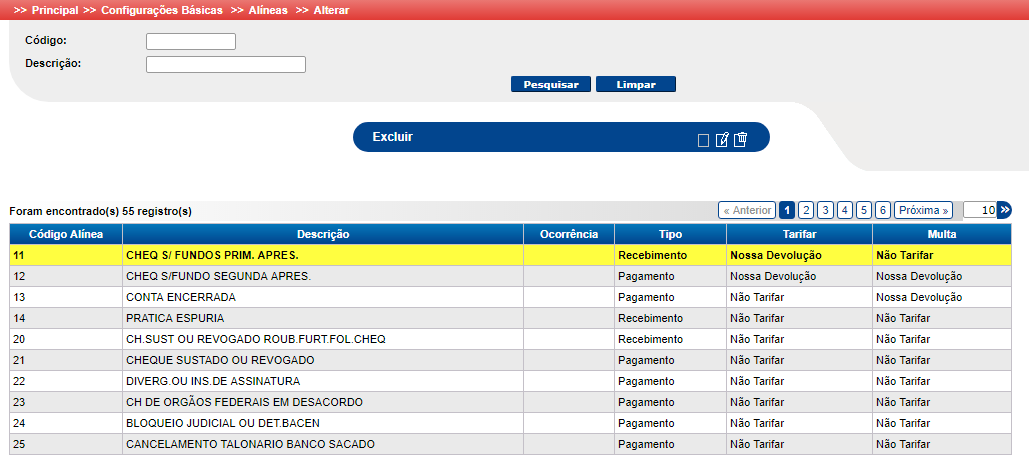 >> Principal >> Configurações Básicas >> Alíneas >> Alterar
Código:
Descrição:
Pesquisar Limpar
Excluir
Foram encontrado(s) 55 registro(s) « Anterior 1 2 3 4 5 6 Próxima » 10 »
Código Alínea Descrição Ocorrência Tipo Tarifar Multa
11 CHEQ S/ FUNDOS PRIM. APRES. Recebimento Nossa Devolução Não Tarifar
12 CHEQ S/FUNDO SEGUNDA APRES. Pagamento Nossa Devolução Nossa Devolução
13 CONTA ENCERRADA Pagamento Não Tarifar Nossa Devolução
14 PRATICA ESPURIA Recebimento Não Tarifar Não Tarifar
20 CH.SUST OU REVOGADO ROUB.FURT.FOL.CHEQ Recebimento Não Tarifar Não Tarifar
21 CHEQUE SUSTADO OU REVOGADO Pagamento Não Tarifar Não Tarifar
22 DIVERG.OU INS.DE ASSINATURA Pagamento Não Tarifar Não Tarifar
23 CH DE ORGÃOS FEDERAIS EM DESACORDO Pagamento Não Tarifar Não Tarifar
24 BLOQUEIO JUDICIAL OU DET.BACEN Pagamento Não Tarifar Não Tarifar
25 CANCELAMENTO TALONARIO BANCO SACADO Pagamento Não Tarifar Não Tarifar